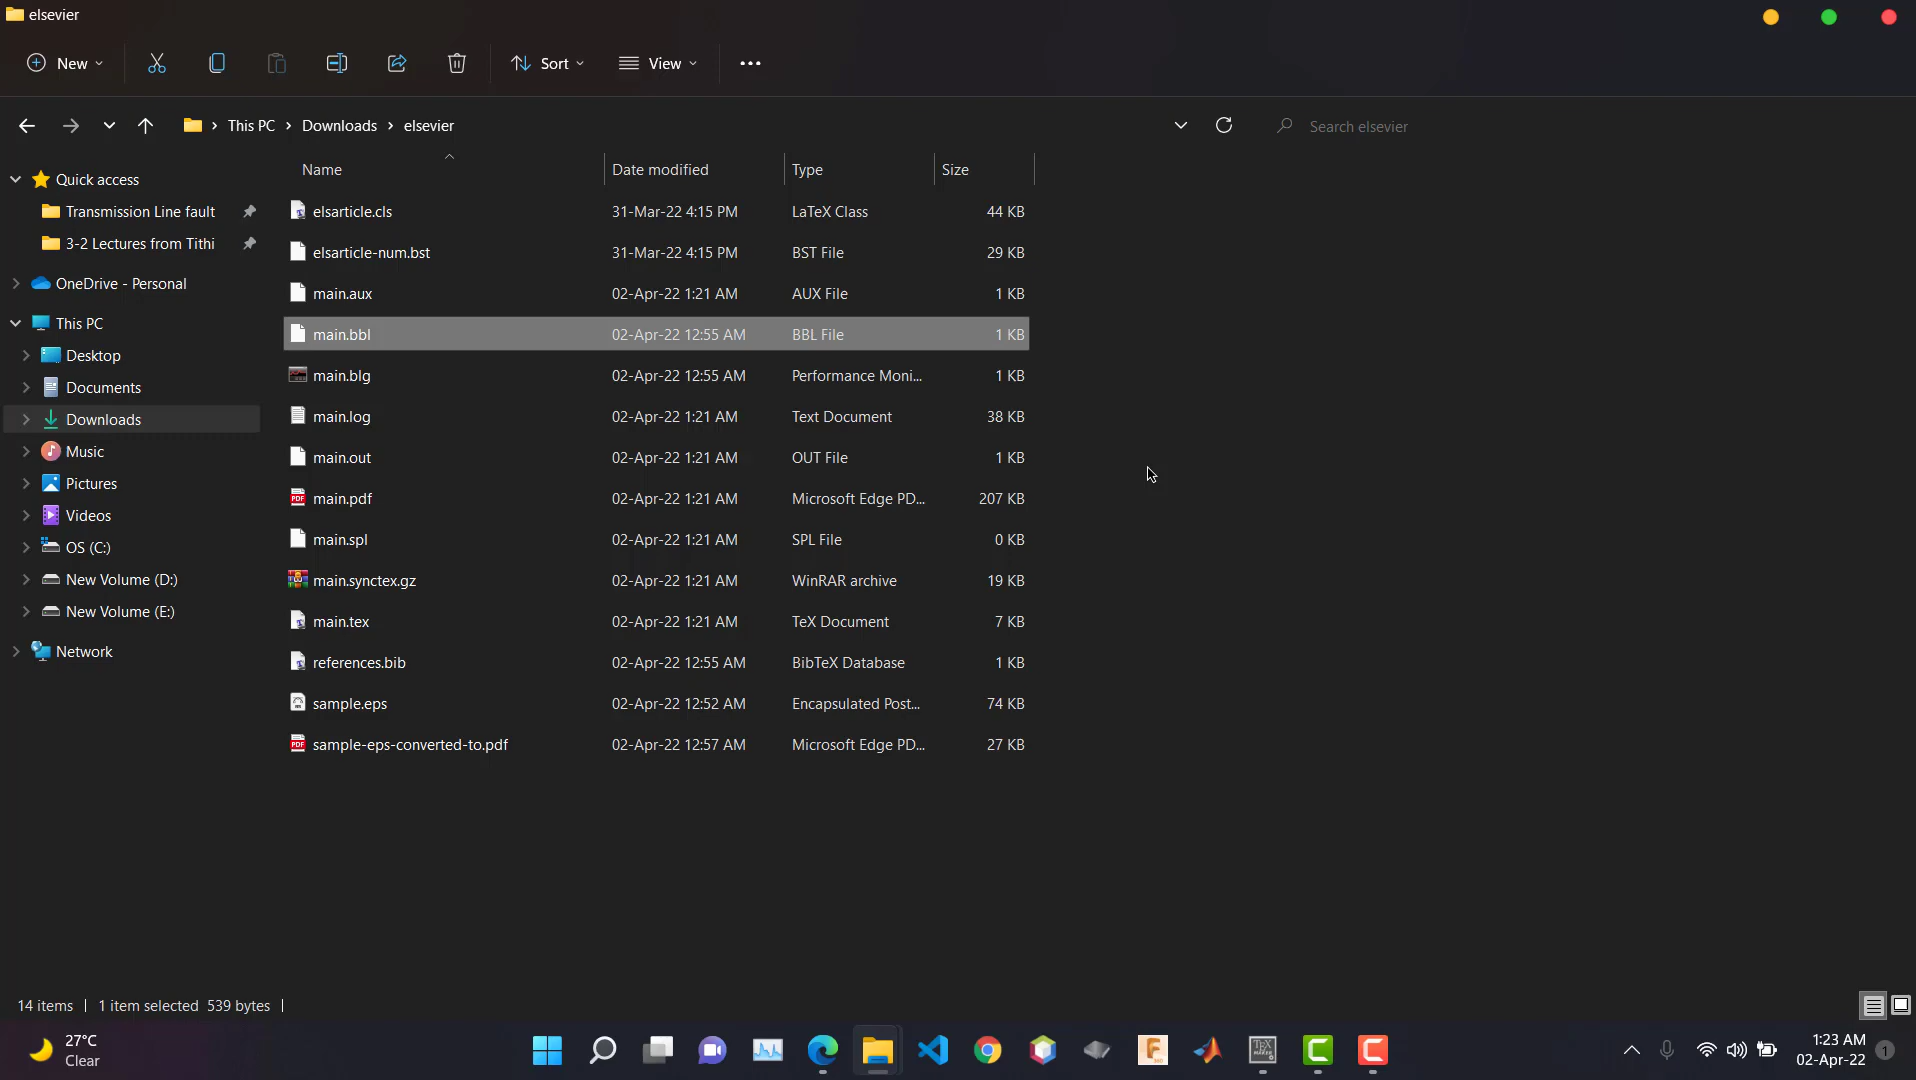 elsevier
New
Sort
View
This PC
Downloads
elsevier
Search elsevier
Quick access
Transmission Line fault
3-2 Lectures from Tithi
OneDrive - Personal
This PC
Desktop
Documents
Downloads
Music
Pictures
Videos
OS (C:)
New Volume (D:)
New Volume (E:)
Network
Name Date modified Type Size
elsarticle.cls 31-Mar-22 4:15 PM LaTeX Class 44 KB
elsarticle-num.bst 31-Mar-22 4:15 PM BST File 29 KB
main.aux 02-Apr-22 1:21 AM AUX File 1 KB
main.bbl 02-Apr-22 12:55 AM BBL File 1 KB
main.blg 02-Apr-22 12:55 AM Performance Moni... 1 KB
main.log 02-Apr-22 1:21 AM Text Document 38 KB
main.out 02-Apr-22 1:21 AM OUT File 1 KB
main.pdf 02-Apr-22 1:21 AM Microsoft Edge PD... 207 KB
main.spl 02-Apr-22 1:21 AM SPL File 0 KB
main.synctex.gz 02-Apr-22 1:21 AM WinRAR archive 19 KB
main.tex 02-Apr-22 1:21 AM TeX Document 7 KB
references.bib 02-Apr-22 12:55 AM BibTeX Database 1 KB
sample.eps 02-Apr-22 12:52 AM Encapsulated Post... 74 KB
sample-eps-converted-to.pdf 02-Apr-22 12:57 AM Microsoft Edge PD... 27 KB
14 items 1 item selected 539 bytes
27°C
Clear
1:23 AM
02-Apr-22
1